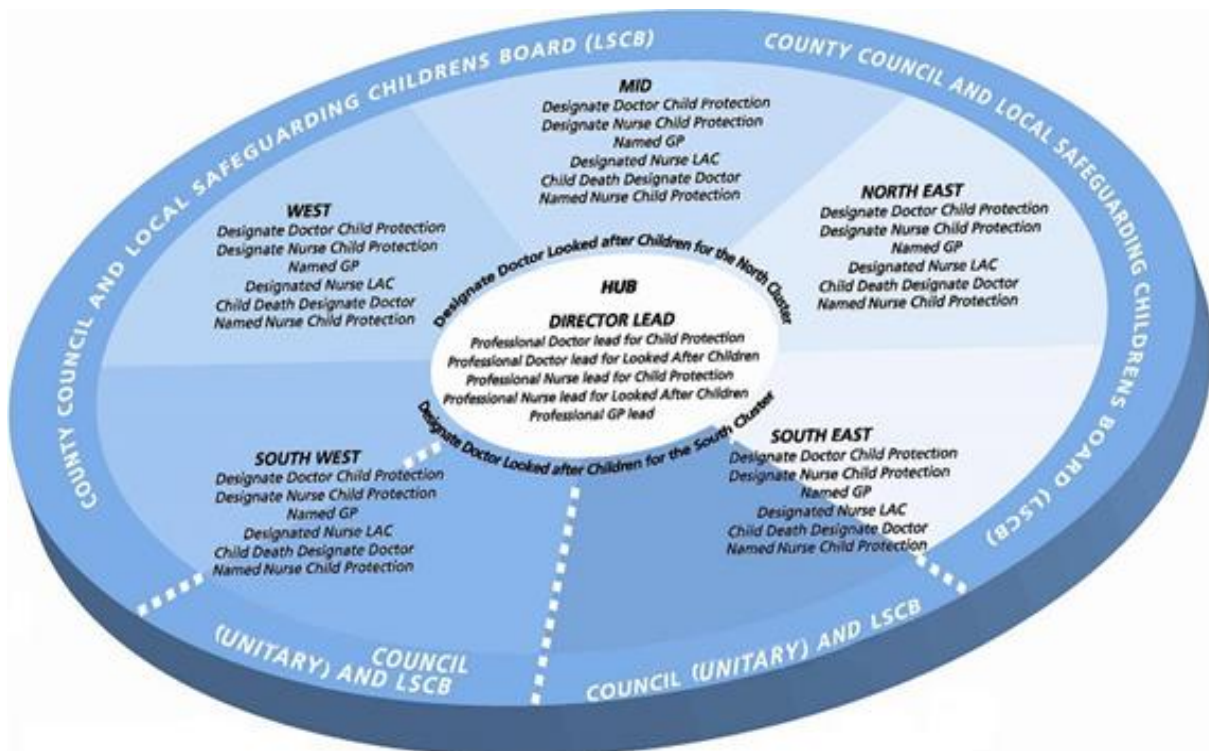 COUNTY COUNCIL AND LOCAL SAFEGUARDING CHILDRENS BOARD (LSCB)
COUNTY COUNCIL AND LOCAL SAFEGUARDING CHILDRENS BOARD (LSCB)
MID
Designate Doctor Child Protection
Designate Nurse Child Protection
Named GP
Designated Nurse LAC
Child Death Designate Doctor
Named Nurse Child Protection
WEST
Designate Doctor Child Protection
Designate Nurse Child Protection
Named GP
Designated Nurse LAC
Child Death Designate Doctor
Named Nurse Child Protection
NORTH EAST
Designate Doctor Child Protection
Designate Nurse Child Protection
Named GP
Designated Nurse LAC
Child Death Designate Doctor
Named Nurse Child Protection
Designate Doctor Looked after Children for the North Cluster
HUB
DIRECTOR LEAD
Professional Doctor lead for Child Protection
Professional Doctor lead for Looked After Children
Professional Nurse lead for Child Protection
Professional Nurse lead for Looked After Children
Professional GP lead
Designate Doctor Looked after Children for the South Cluster
SOUTH WEST
Designate Doctor Child Protection
Designate Nurse Child Protection
Named GP
Designated Nurse LAC
Child Death Designate Doctor
Named Nurse Child Protection
SOUTH EAST
Designate Doctor Child Protection
Designate Nurse Child Protection
Named GP
Designated Nurse LAC
Child Death Designate Doctor
Named Nurse Child Protection
COUNCIL
(UNITARY) AND LSCB
COUNCIL (UNITARY) AND LSCB